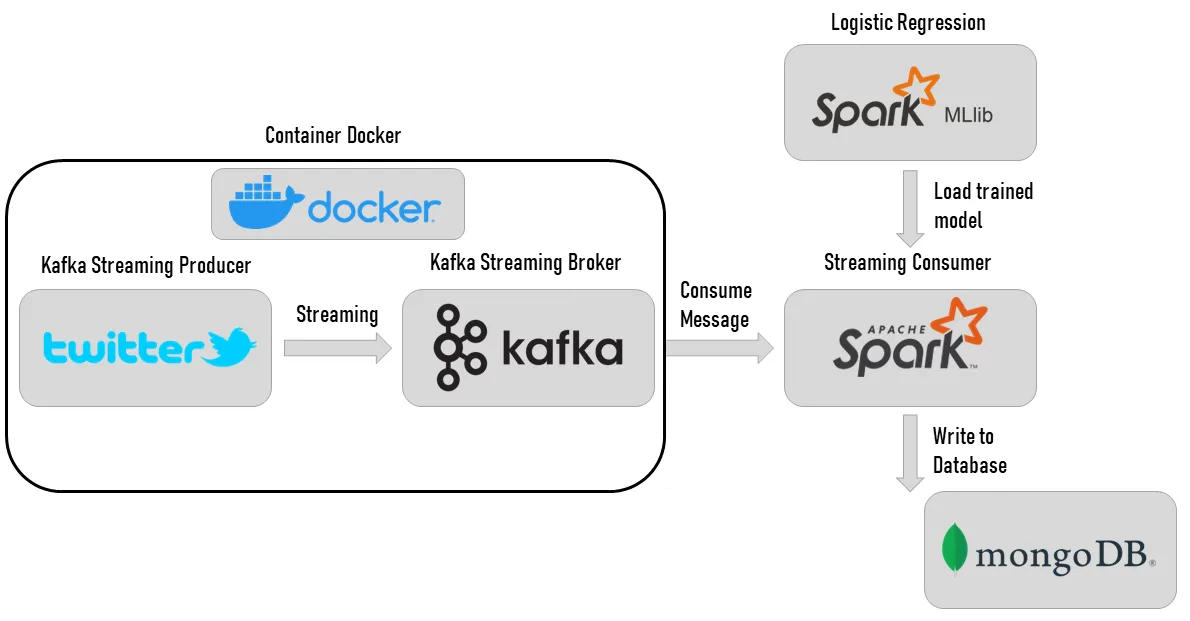 Logistic Regression
Spark MLlib
Container Docker
docker
Load trained
model
Kafka Streaming Producer
Kafka Streaming Broker
Streaming Consumer
twitter
Streaming
kafka
Consume
Message
APACHE
Spark™
Write to
Database
mongoDB®